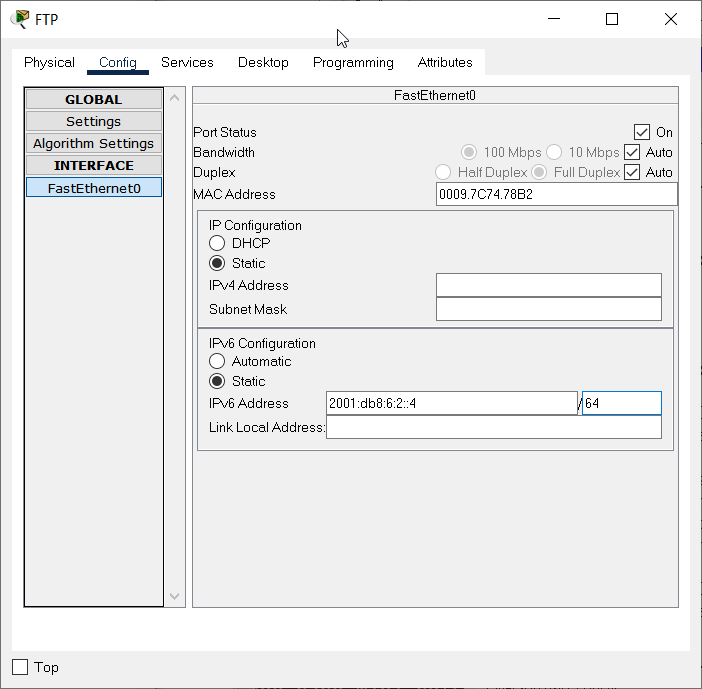 FTP
Physical Config Services Desktop Programming Attributes
GLOBAL
Settings
Algorithm Settings
INTERFACE
FastEthernet0
FastEthernet0
Port Status On
Bandwidth 100 Mbps 10 Mbps Auto
Duplex Half Duplex Full Duplex Auto
MAC Address 0009.7C74.78B2
IP Configuration
DHCP
Static
IPv4 Address
Subnet Mask
IPv6 Configuration
Automatic
Static
IPv6 Address 2001:db8:6:2::4 / 64
Link Local Address:
Top